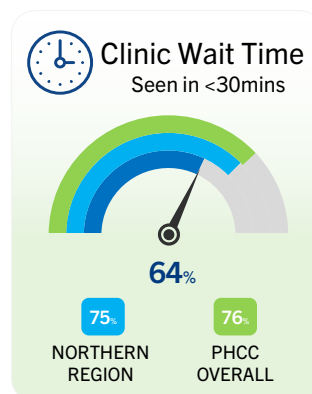 Clinic Wait Time
Seen in <30mins
64%
75%
76%
NORTHERN
REGION
PHCC
OVERALL